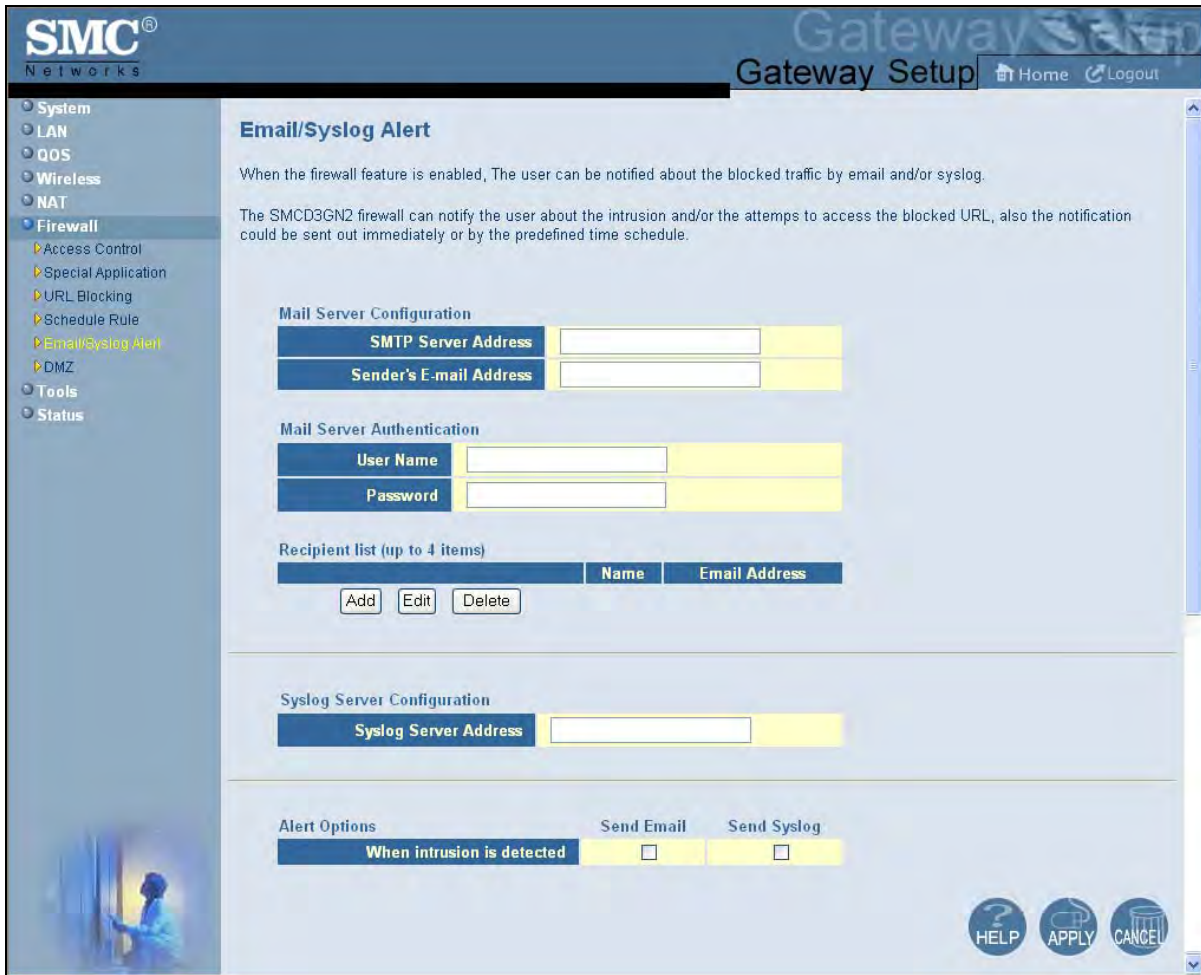 SMC®
Networks
Gateway Setup
Gateway Setup
Home
Logout
System
LAN
QOS
Wireless
NAT
Firewall
Access Control
Special Application
URL Blocking
Schedule Rule
Email/Syslog Alert
DMZ
Tools
Status
Email/Syslog Alert
When the firewall feature is enabled, The user can be notified about the blocked traffic by email and/or syslog.
The SMCD3GN2 firewall can notify the user about the intrusion and/or the attemps to access the blocked URL, also the notification
could be sent out immediately or by the predefined time schedule.
Mail Server Configuration
SMTP Server Address
Sender's E-mail Address
Mail Server Authentication
User Name
Password
Recipient list (up to 4 items)
Name Email Address
Add Edit Delete
Syslog Server Configuration
Syslog Server Address
Alert Options Send Email Send Syslog
When intrusion is detected
HELP APPLY CANCEL